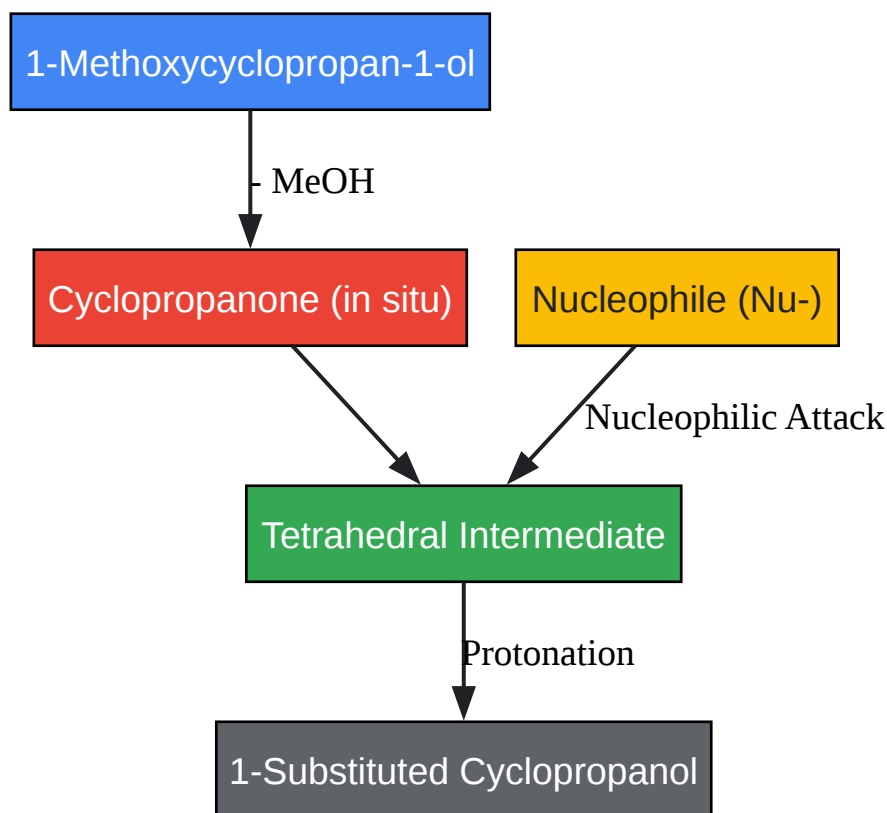 1-Methoxycyclopropan-1-ol
- MeOH
Cyclopropanone (in situ)
Nucleophile (Nu-)
Nucleophilic Attack
Tetrahedral Intermediate
Protonation
1-Substituted Cyclopropanol